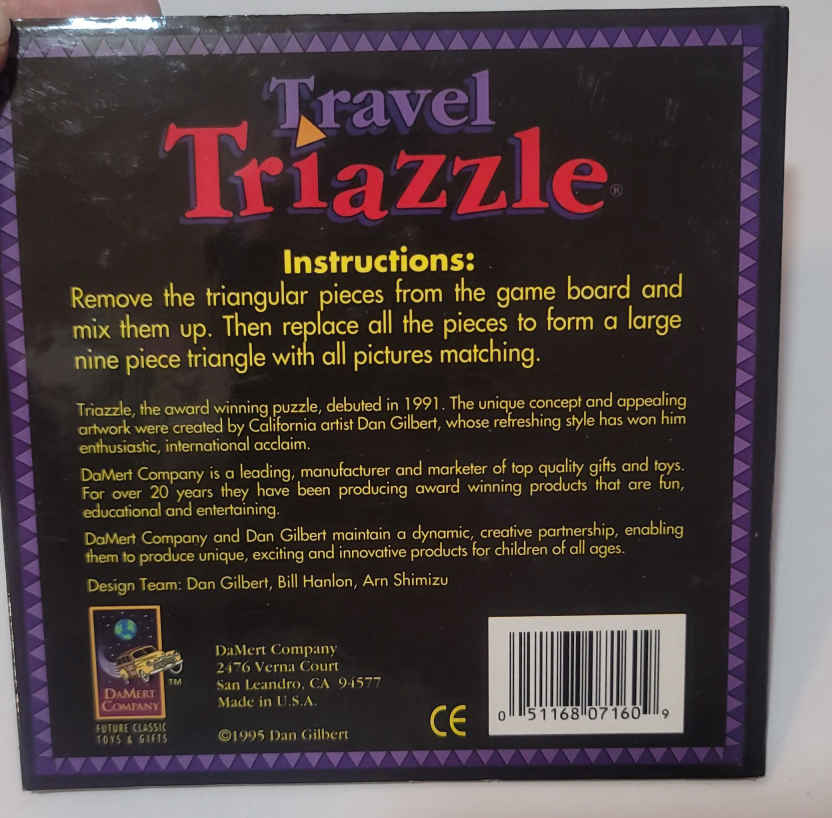 Travel
Triazzle®
Instructions:
Remove the triangular pieces from the game board and
mix them up. Then replace all the pieces to form a large
nine piece triangle with all pictures matching.
Triazzle, the award winning puzzle, debuted in 1991. The unique concept and appealing
artwork were created by California artist Dan Gilbert, whose refreshing style has won him
enthusiastic, international acclaim.
DaMert Company is a leading, manufacturer and marketer of top quality gifts and toys.
For over 20 years they have been producing award winning products that are fun,
educational and entertaining.
DaMert Company and Dan Gilbert maintain a dynamic, creative partnership, enabling
them to produce unique, exciting and innovative products for children of all ages.
Design Team: Dan Gilbert, Bill Hanlon, Arn Shimizu
DAMERT
COMPANY
TM
FUTURE CLASSIC
TOYS & GIFTS
DaMert Company
2476 Verna Court
San Leandro, CA 94577
Made in U.S.A.
©1995 Dan Gilbert
CE
0 51168 07160 9